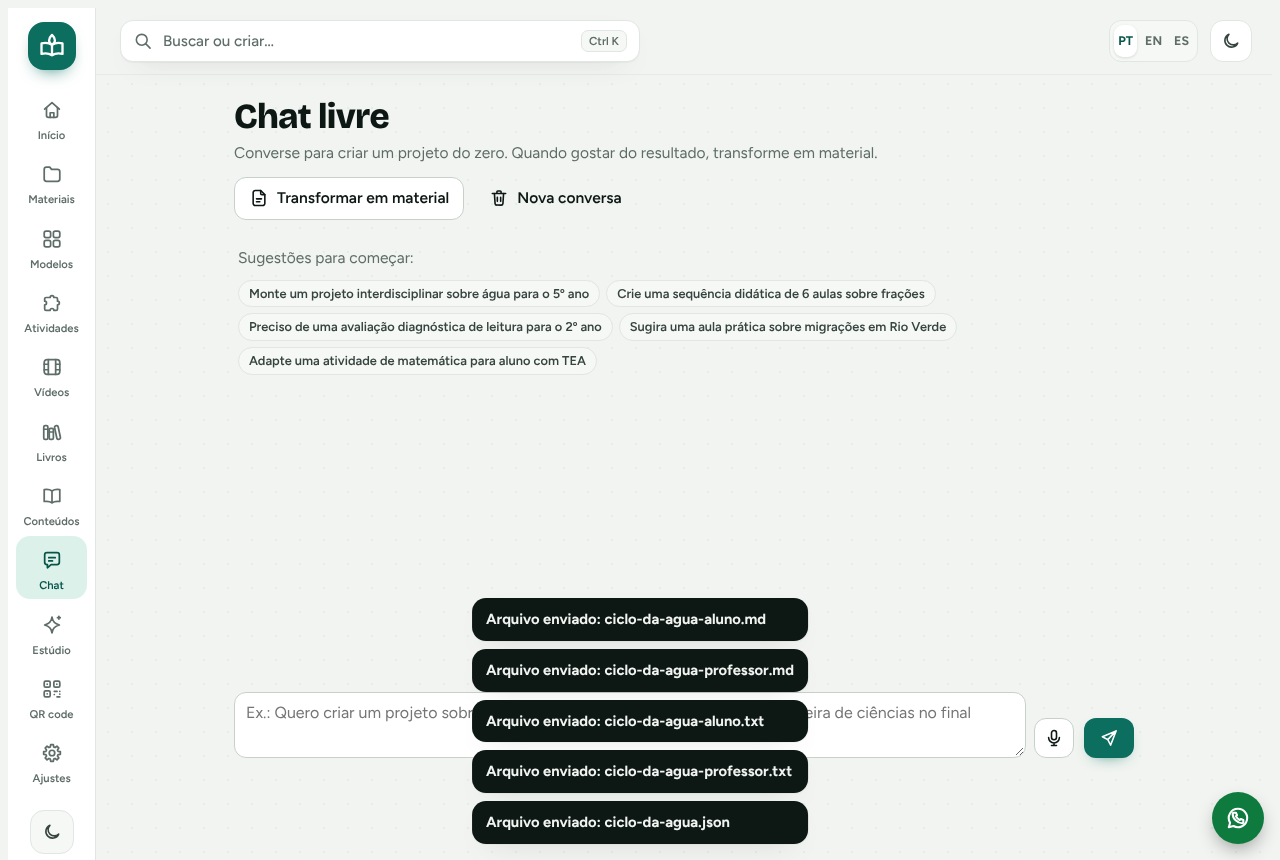 Buscar ou criar...
Ctrl K
PT EN ES
Início
Materiais
Modelos
Atividades
Vídeos
Livros
Conteúdos
Chat
Estúdio
QR code
Ajustes
Chat livre
Converse para criar um projeto do zero. Quando gostar do resultado, transforme em material.
Transformar em material
Nova conversa
Sugestões para começar:
Monte um projeto interdisciplinar sobre água para o 5º ano
Crie uma sequência didática de 6 aulas sobre frações
Preciso de uma avaliação diagnóstica de leitura para o 2º ano
Sugira uma aula prática sobre migrações em Rio Verde
Adapte uma atividade de matemática para aluno com TEA
Arquivo enviado: ciclo-da-agua-aluno.md
Arquivo enviado: ciclo-da-agua-professor.md
Ex.: Quero criar um projeto de ciências no final
Arquivo enviado: ciclo-da-agua-aluno.txt
Arquivo enviado: ciclo-da-agua-professor.txt
Arquivo enviado: ciclo-da-agua.json